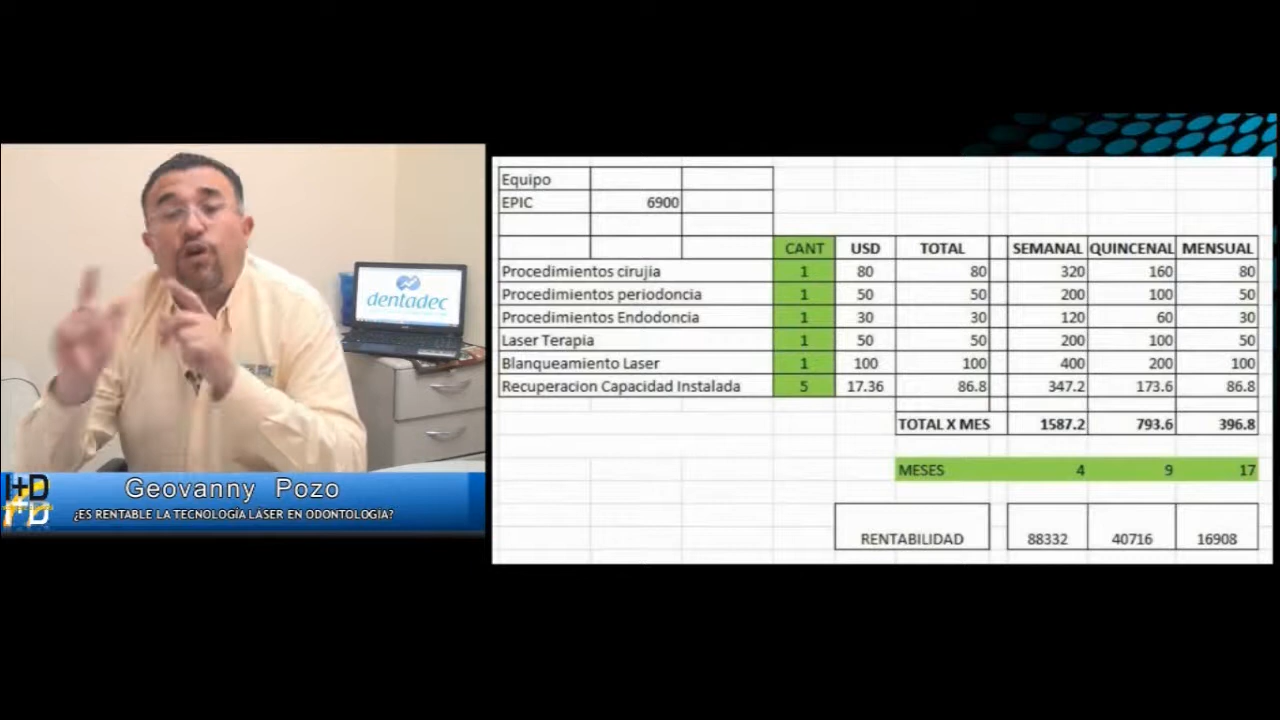 dentadec
I+D
Geovanny Pozo
¿ES RENTABLE LA TECNOLOGÍA LÁSER EN ODONTOLOGIA?
Equipo
EPIC 6900
CANT USD TOTAL SEMANAL QUINCENAL MENSUAL
Procedimientos cirujia 1 80 80 320 160 80
Procedimientos periodoncia 1 50 50 200 100 50
Procedimientos Endodoncia 1 30 30 120 60 30
Laser Terapia 1 50 50 200 100 50
Blanqueamiento Laser 1 100 100 400 200 100
Recuperacion Capacidad Instalada 5 17.36 86.8 347.2 173.6 86.8
TOTAL X MES 1587.2 793.6 396.8
MESES 4 9 17
RENTABILIDAD 88332 40716 16908